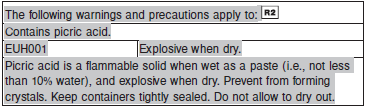 The following warnings and precautions apply to: R2
Contains picric acid.
EUH001 Explosive when dry.
Picric acid is a flammable solid when wet as a paste (i.e., not less
than 10% water), and explosive when dry. Prevent from forming
crystals. Keep containers tightly sealed. Do not allow to dry out.